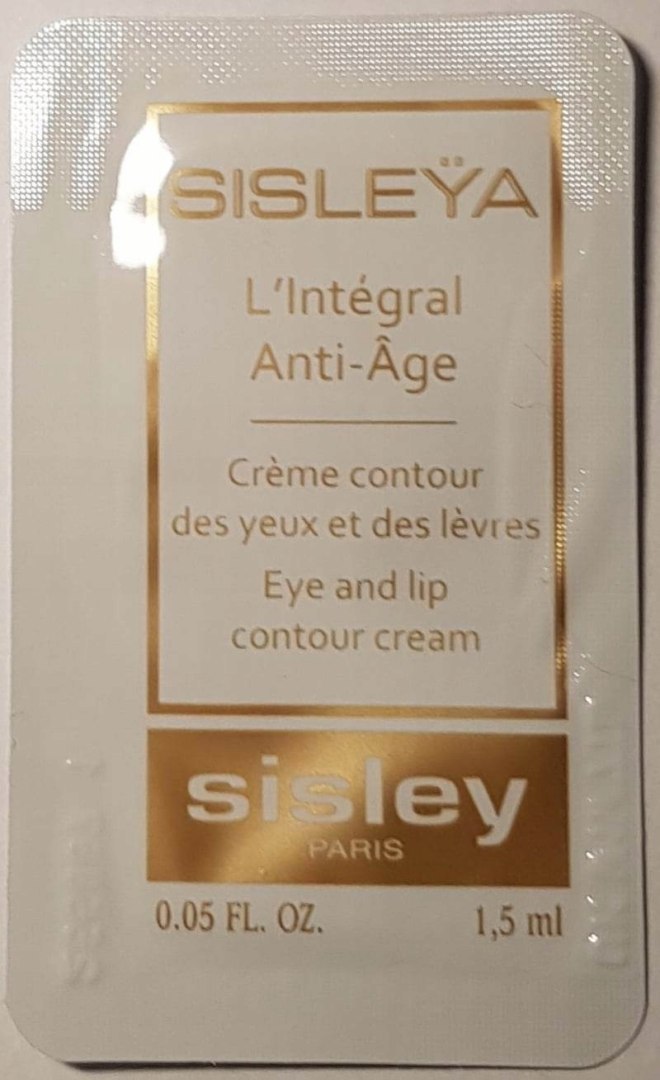 SISLEŸA
L'Intégral
Anti-Âge
Crème contour
des yeux et des lèvres
Eye and lip
contour cream
sisley
PARIS
0.05 FL. OZ. 1,5 ml